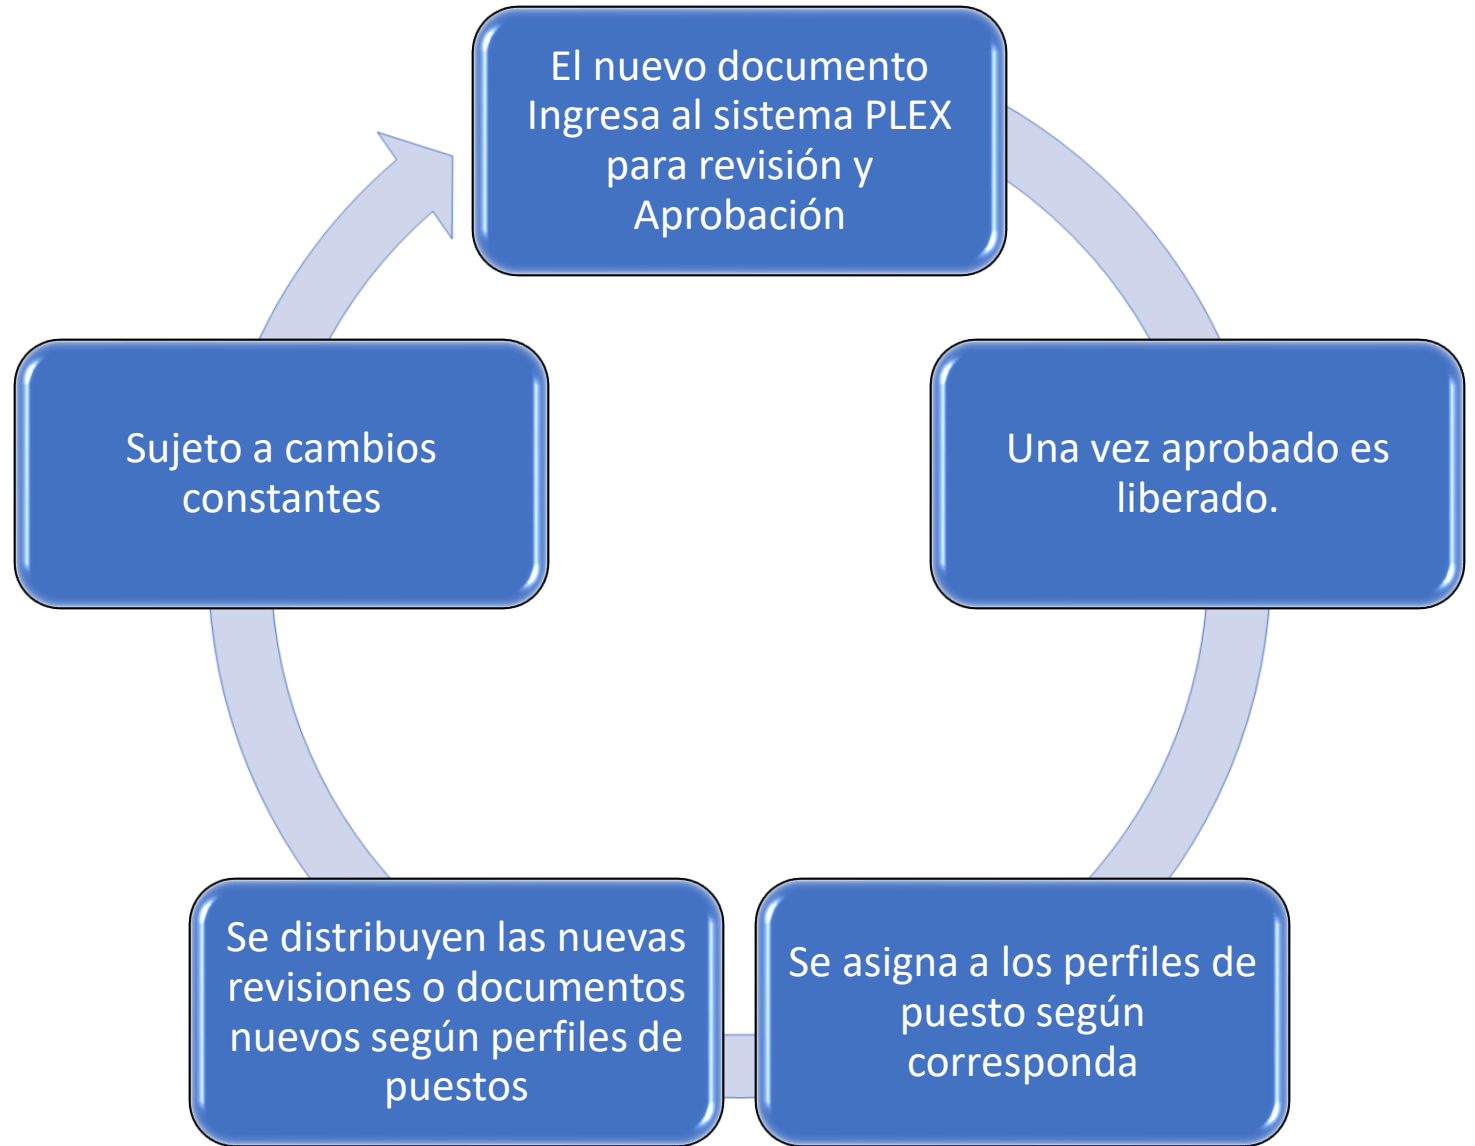 El nuevo documento
Ingresa al sistema PLEX
para revisión y
Aprobación
Una vez aprobado es
liberado.
Se asigna a los perfiles de
puesto según
corresponda
Se distribuyen las nuevas
revisiones o documentos
nuevos según perfiles de
puestos
Sujeto a cambios
constantes